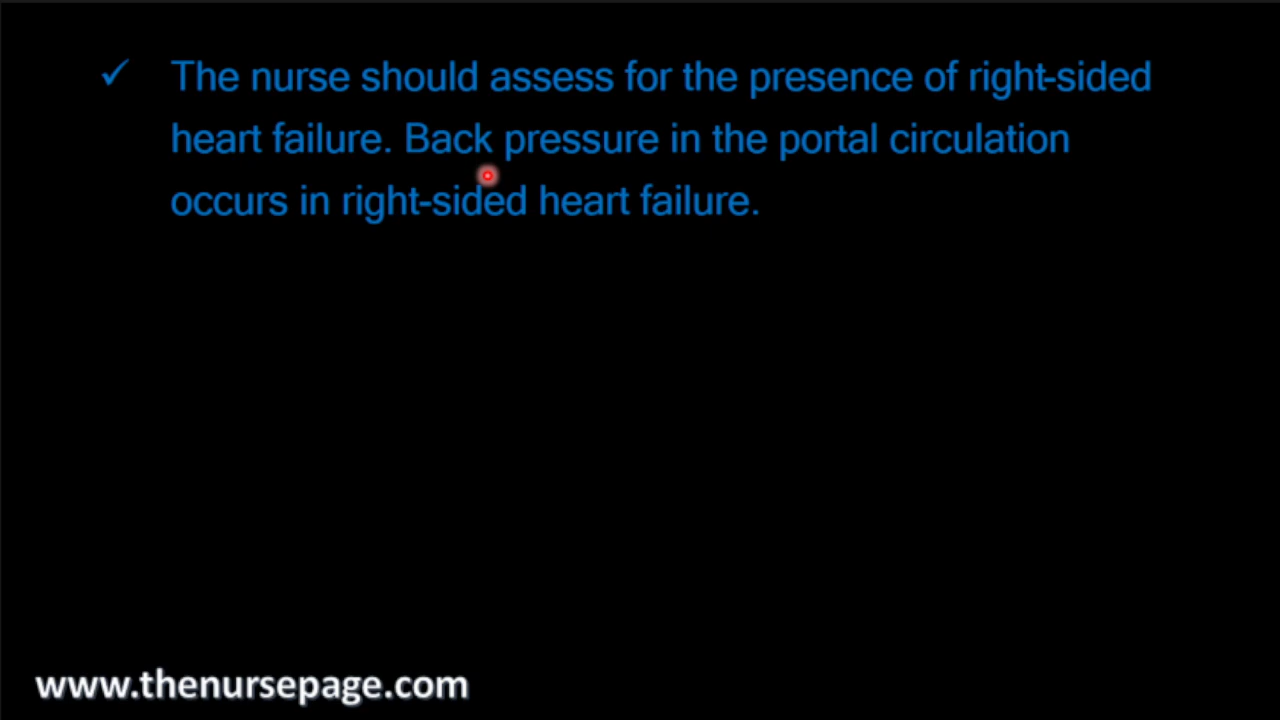 ✓ The nurse should assess for the presence of right-sided
heart failure. Back pressure in the portal circulation
occurs in right-sided heart failure.
www.thenursepage.com